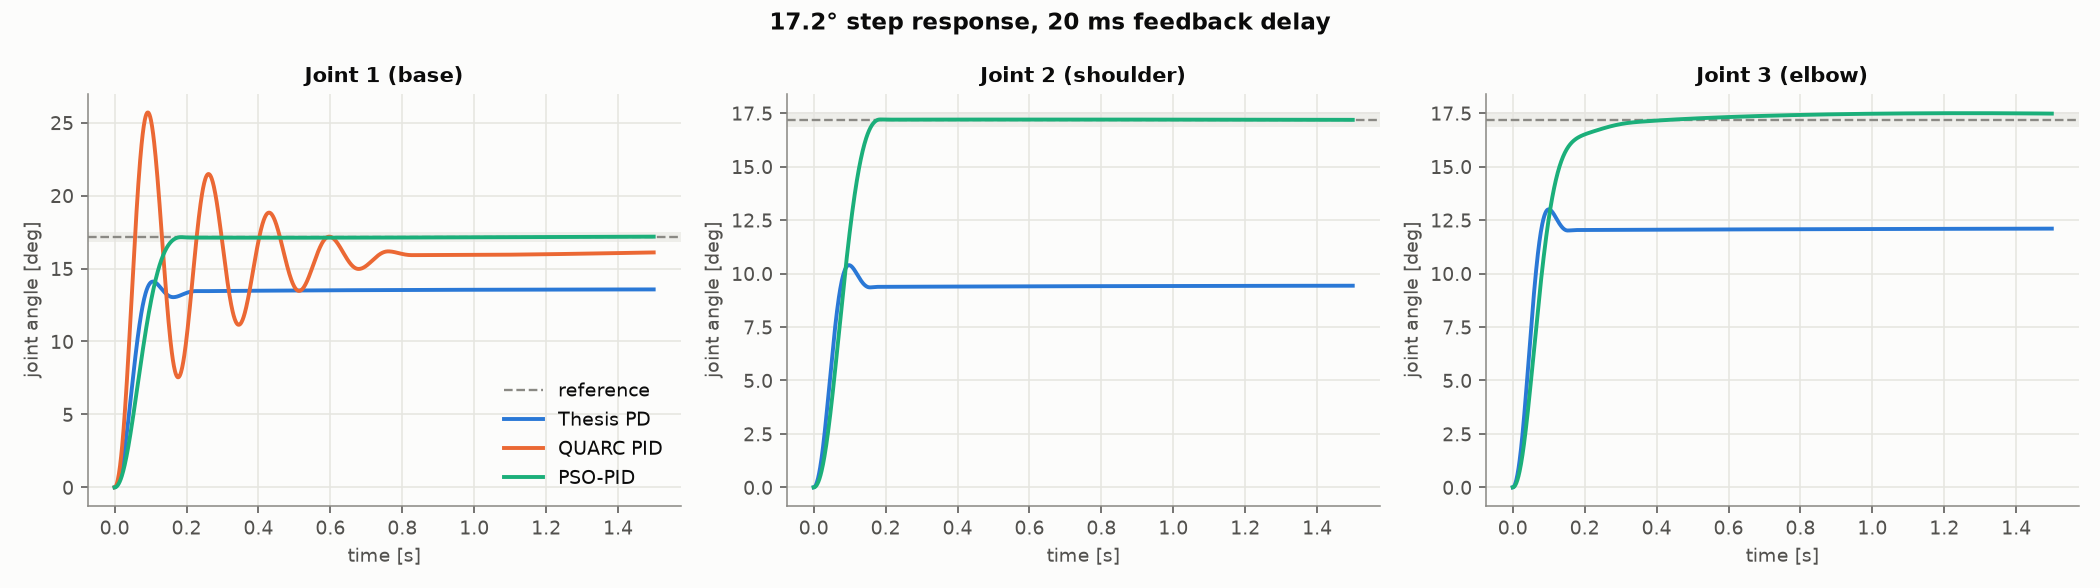 17.2° step response, 20 ms feedback delay
Joint 1 (base)
joint angle [deg]
25
20
15
10
5
0
0.0 0.2 0.4 0.6 0.8 1.0 1.2 1.4
time [s]
reference
Thesis PD
QUARC PID
PSO-PID
Joint 2 (shoulder)
joint angle [deg]
17.5
15.0
12.5
10.0
7.5
5.0
2.5
0.0
0.0 0.2 0.4 0.6 0.8 1.0 1.2 1.4
time [s]
Joint 3 (elbow)
joint angle [deg]
17.5
15.0
12.5
10.0
7.5
5.0
2.5
0.0
0.0 0.2 0.4 0.6 0.8 1.0 1.2 1.4
time [s]